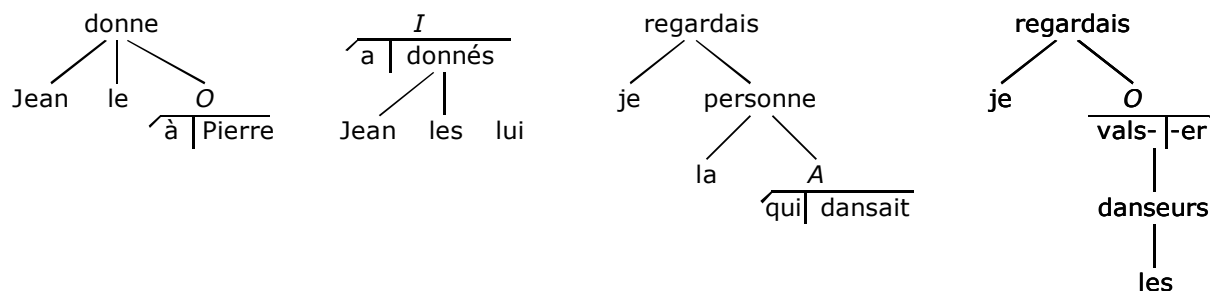 donne
Jean le O
à Pierre
I
a donnés
Jean les lui
regardais
je personne
la A
qui dansait
regardais
je O
vals- -er
danseurs
les